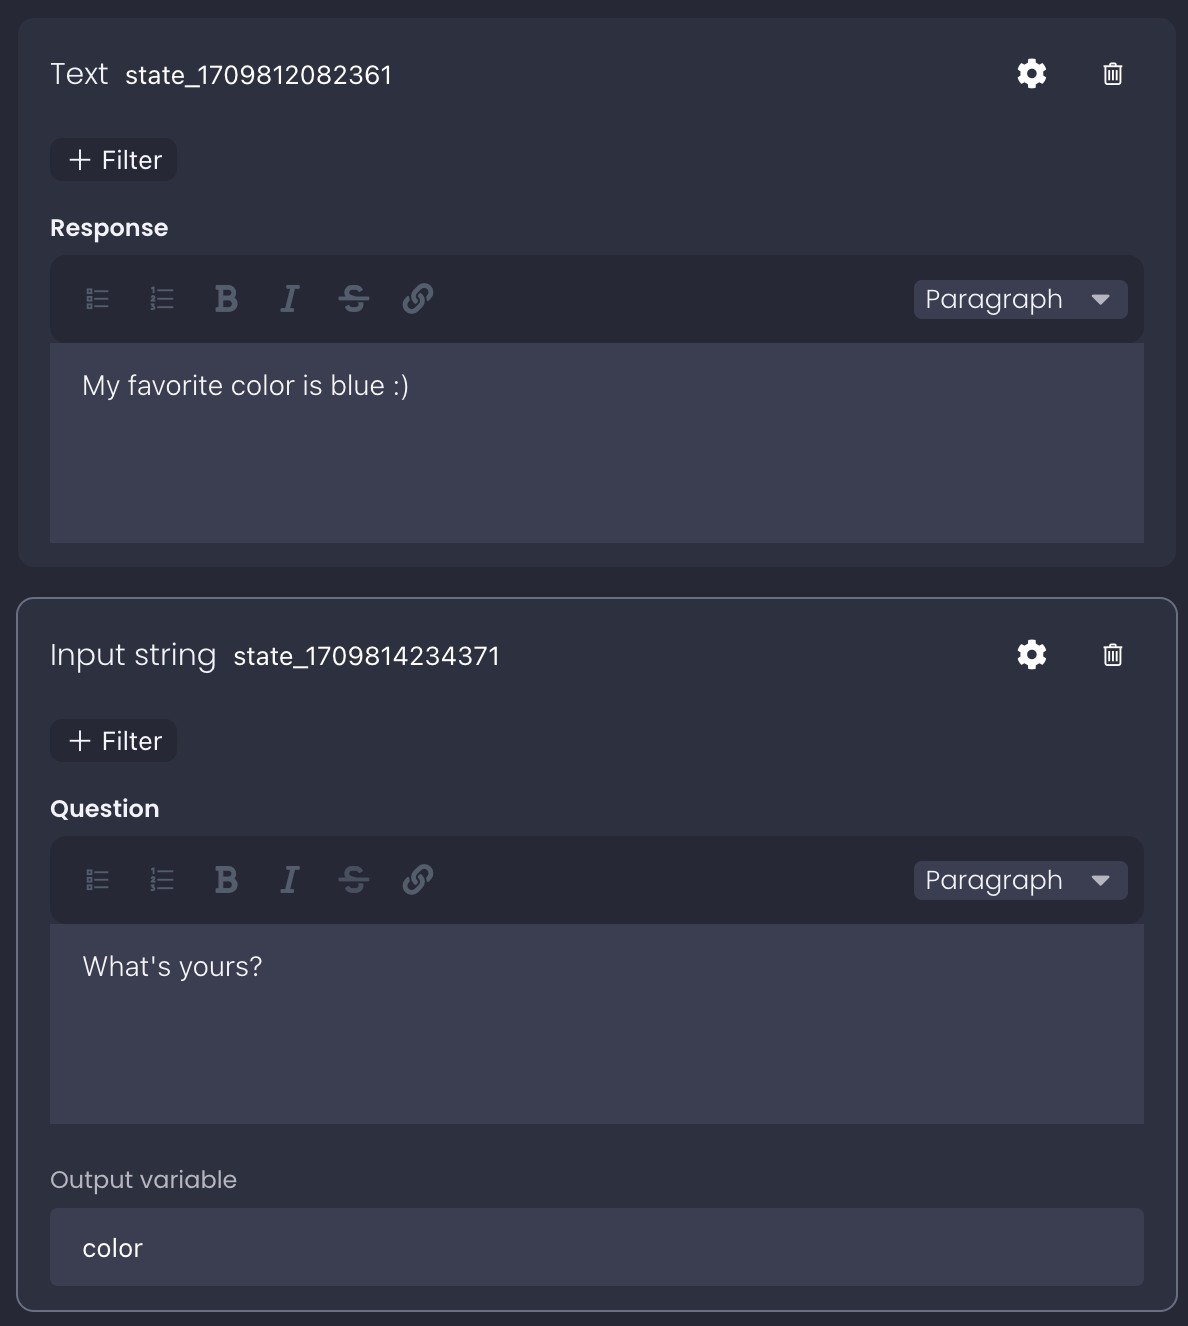 Text state_1709812082361
+ Filter
Response
B I S Paragraph
My favorite color is blue :)
Input string state_1709814234371
+ Filter
Question
B I S Paragraph
What's yours?
Output variable
color